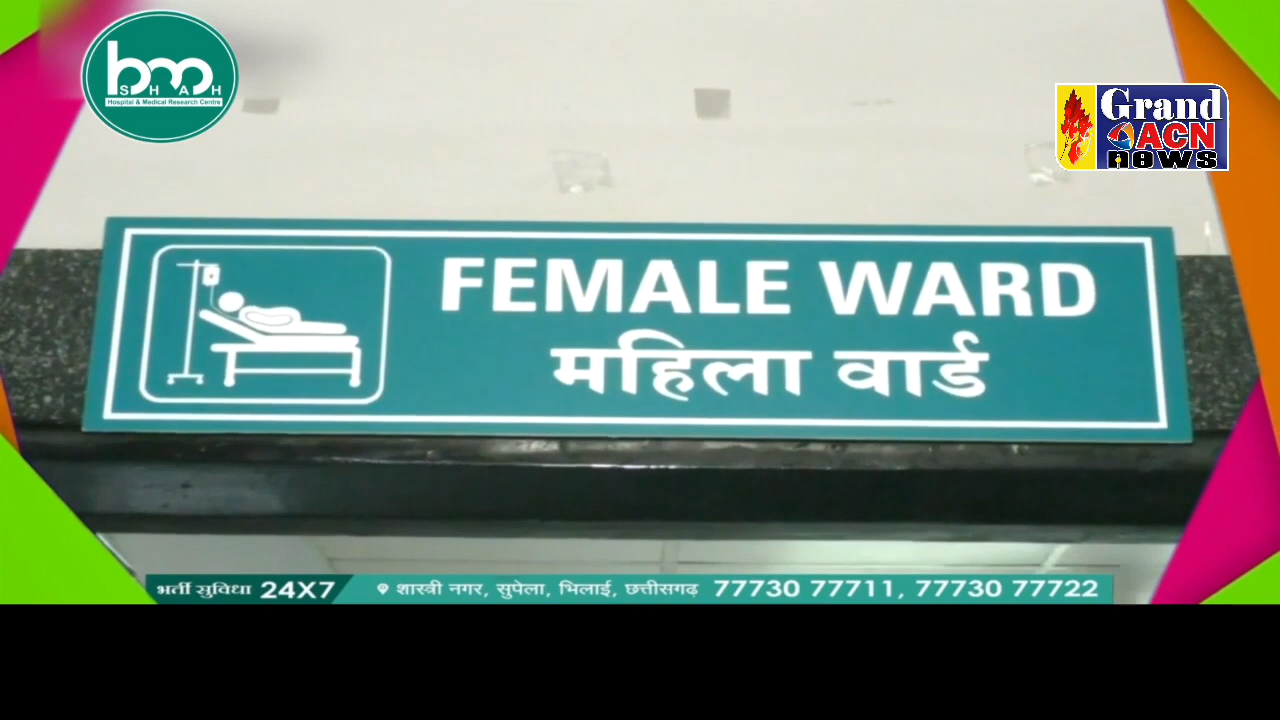 bm
SHAH
Hospital & Medical Research Centre
Grand
ACN
news
FEMALE WARD
महिला वार्ड
भर्ती सुविधा 24X7
शास्त्री नगर, सुपेला, भिलाई, छत्तीसगढ़ 77730 77711, 77730 77722